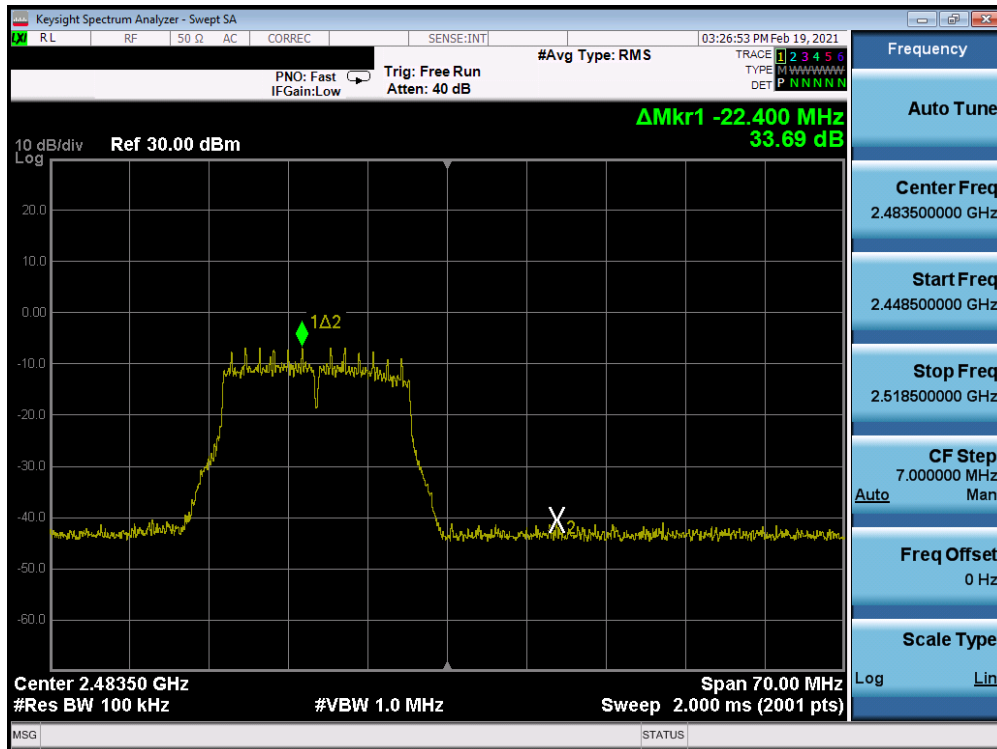 Keysight Spectrum Analyzer - Swept SA
LXI RL RF 50 Ω AC CORREC SENSE:INT 03:26:53 PM Feb 19, 2021
#Avg Type: RMS TRACE 1 2 3 4 5 6
PNO: Fast Trig: Free Run TYPE M WWWWW
IFGain:Low Atten: 40 dB DET P N N N N N
ΔMkr1 -22.400 MHz
33.69 dB
10 dB/div Ref 30.00 dBm
Log
20.0
10.0
0.00
1Δ2
-10.0
-20.0
-30.0
-40.0
X2
-50.0
-60.0
Center 2.48350 GHz Span 70.00 MHz
#Res BW 100 kHz #VBW 1.0 MHz Sweep 2.000 ms (2001 pts)
MSG STATUS
Frequency
Auto Tune
Center Freq
2.483500000 GHz
Start Freq
2.448500000 GHz
Stop Freq
2.518500000 GHz
CF Step
7.000000 MHz
Auto Man
Freq Offset
0 Hz
Scale Type
Log Lin